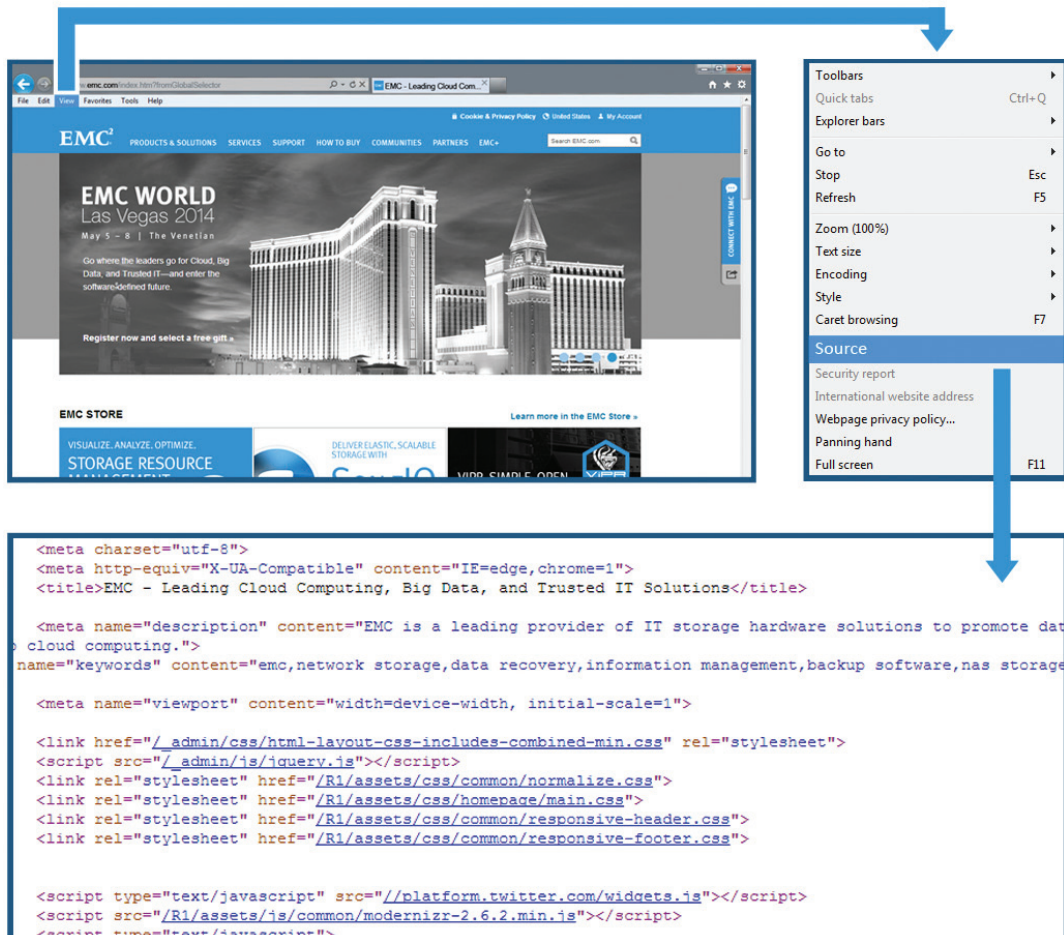 w.emc.com/index.htm?fromGlobalSelector
EMC - Leading Cloud Com...
File Edit View Favorites Tools Help
Cookie & Privacy Policy United States My Account
EMC²
PRODUCTS & SOLUTIONS SERVICES SUPPORT HOW TO BUY COMMUNITIES PARTNERS EMC+
Search EMC.com
EMC WORLD
Las Vegas 2014
May 5 – 8 | The Venetian
Go where the leaders go for Cloud, Big
Data, and Trusted IT—and enter the
software-defined future.
Register now and select a free gift »
CONNECT WITH EMC
EMC STORE
Learn more in the EMC Store »
VISUALIZE. ANALYZE. OPTIMIZE.
STORAGE RESOURCE
MANAGEMENT
DELIVER ELASTIC, SCALABLE
STORAGE WITH
ScaleIO
VIPR. SIMPLE. OPEN.
VIPR
Toolbars
Quick tabs Ctrl+Q
Explorer bars
Go to
Stop Esc
Refresh F5
Zoom (100%)
Text size
Encoding
Style
Caret browsing F7
Source
Security report
International website address
Webpage privacy policy...
Panning hand
Full screen F11
<meta charset="utf-8">
<meta http-equiv="X-UA-Compatible" content="IE=edge,chrome=1">
<title>EMC - Leading Cloud Computing, Big Data, and Trusted IT Solutions</title>
<meta name="description" content="EMC is a leading provider of IT storage hardware solutions to promote dat
cloud computing.">
name="keywords" content="emc,network storage,data recovery,information management,backup software,nas storage
<meta name="viewport" content="width=device-width, initial-scale=1">
<link href="/_admin/css/html-layout-css-includes-combined-min.css" rel="stylesheet">
<script src="/_admin/js/jquery.js"></script>
<link rel="stylesheet" href="/R1/assets/css/common/normalize.css">
<link rel="stylesheet" href="/R1/assets/css/homepage/main.css">
<link rel="stylesheet" href="/R1/assets/css/common/responsive-header.css">
<link rel="stylesheet" href="/R1/assets/css/common/responsive-footer.css">
<script type="text/javascript" src="//platform.twitter.com/widgets.js"></script>
<script src="/R1/assets/js/common/modernizr-2.6.2.min.js"></script>
<script type="text/javascript">